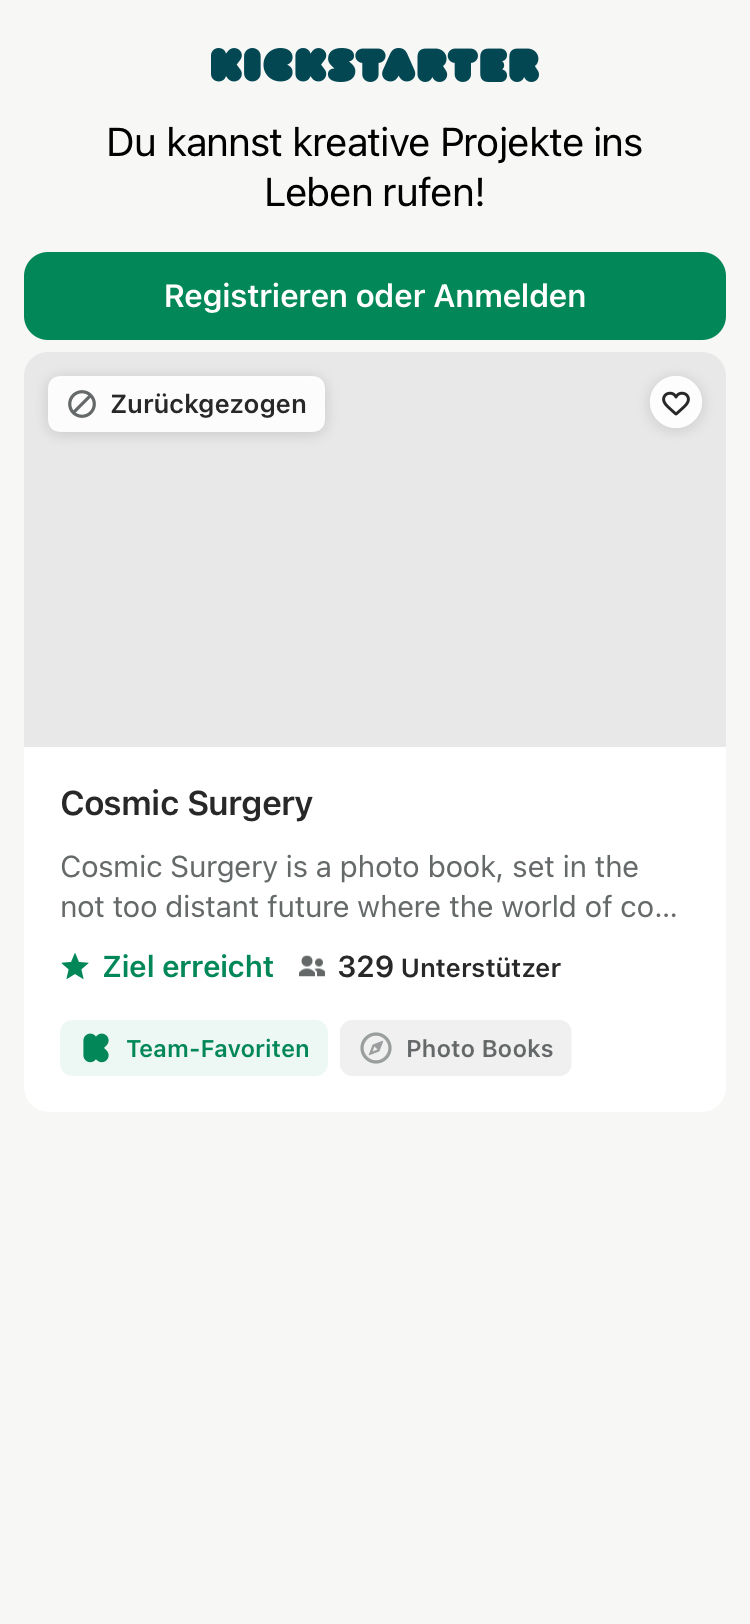 KICKSTARTER
Du kannst kreative Projekte ins
Leben rufen!
Registrieren oder Anmelden
Zurückgezogen
Cosmic Surgery
Cosmic Surgery is a photo book, set in the
not too distant future where the world of co...
Ziel erreicht 329 Unterstützer
Team-Favoriten Photo Books